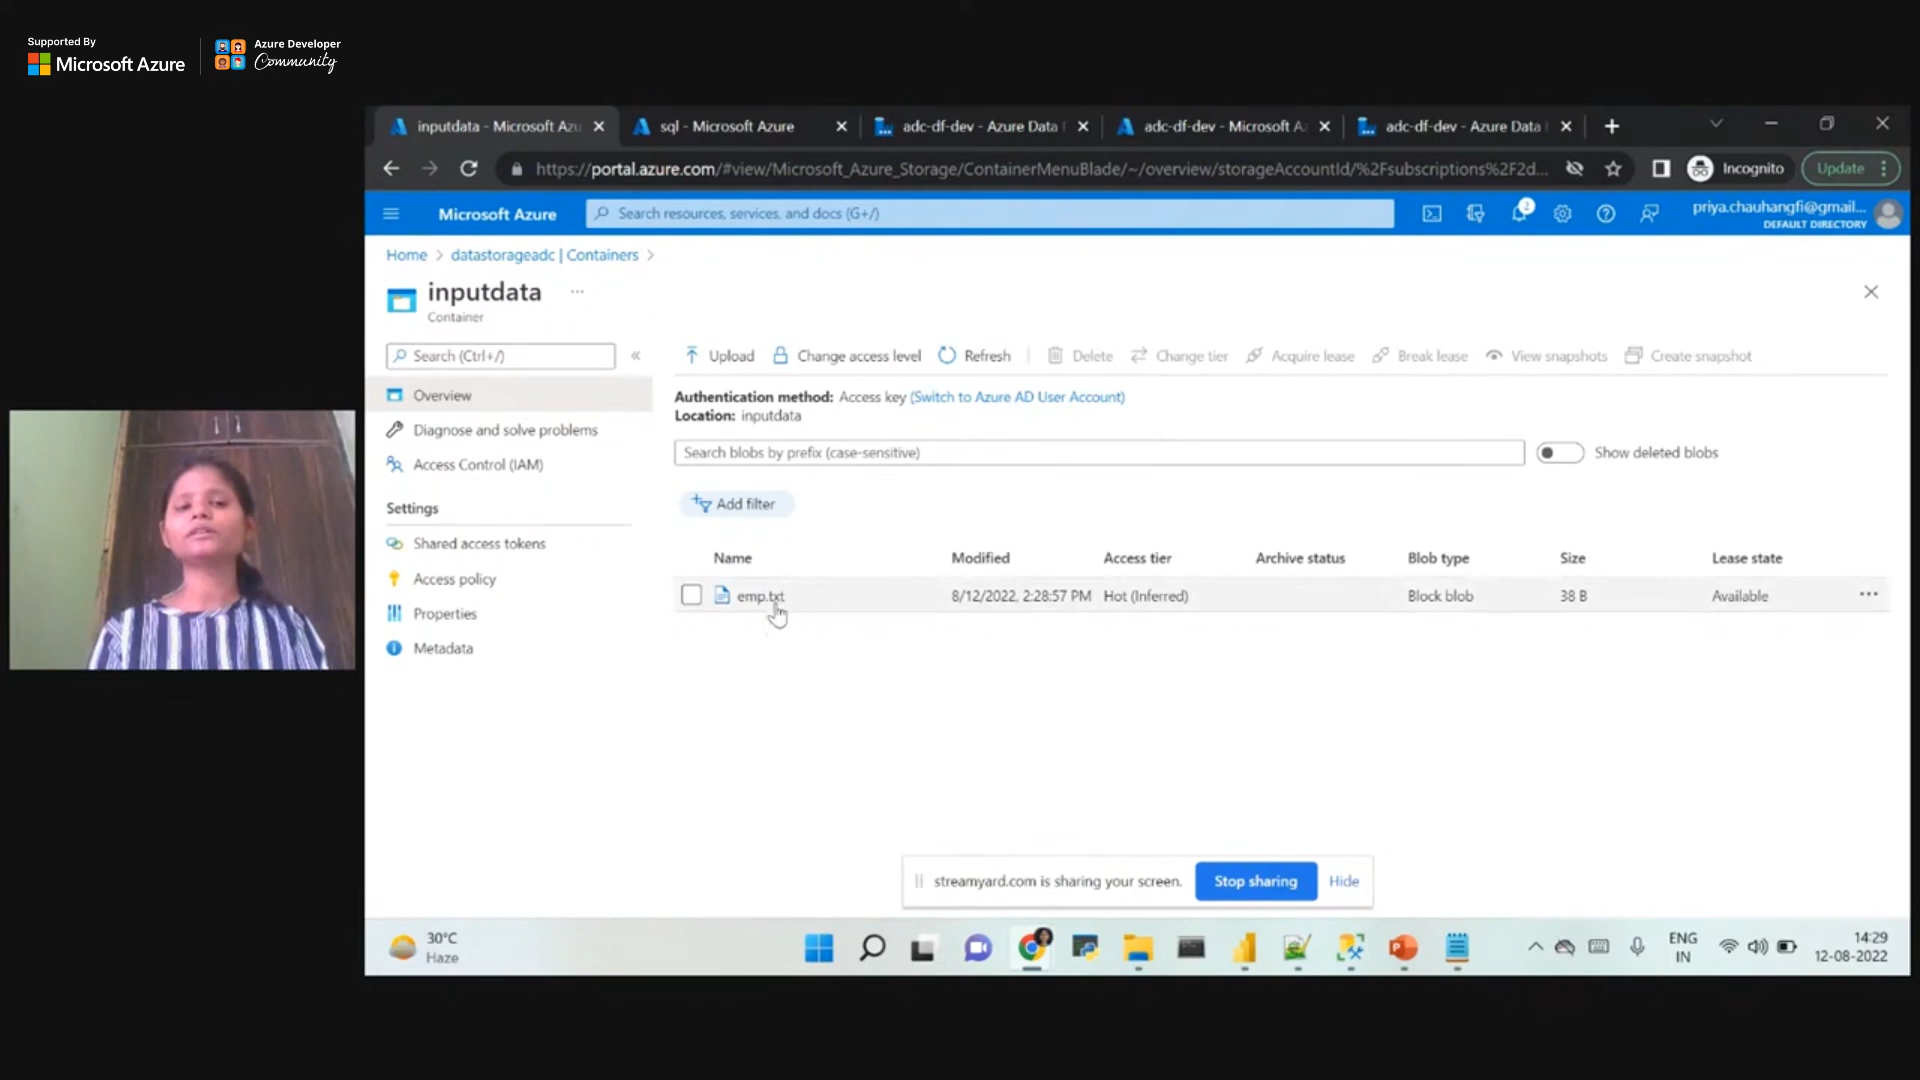 Supported By
Microsoft Azure
Azure Developer
Community
inputdata - Microsoft Azu
sql - Microsoft Azure
adc-df-dev - Azure Data
adc-df-dev - Microsoft A
adc-df-dev - Azure Data
https://portal.azure.com/#view/Microsoft_Azure_Storage/ContainerMenuBlade/~/overview/storageAccountId/%2Fsubscriptions%2F2d...
Incognito
Update
Microsoft Azure
Search resources, services, and docs (G+/)
2
priya.chauhangfi@gmail...
DEFAULT DIRECTORY
Home > datastorageadc | Containers >
inputdata
...
Container
Search (Ctrl+/)
«
Upload
Change access level
Refresh
Delete
Change tier
Acquire lease
Break lease
View snapshots
Create snapshot
Overview
Diagnose and solve problems
Access Control (IAM)
Settings
Shared access tokens
Access policy
Properties
Metadata
Authentication method: Access key (Switch to Azure AD User Account)
Location: inputdata
Search blobs by prefix (case-sensitive)
Show deleted blobs
Add filter
Name Modified Access tier Archive status Blob type Size Lease state
emp.txt 8/12/2022, 2:28:57 PM Hot (Inferred) Block blob 38 B Available ...
streamyard.com is sharing your screen.
Stop sharing
Hide
30°C
Haze
ENG
IN
14:29
12-08-2022